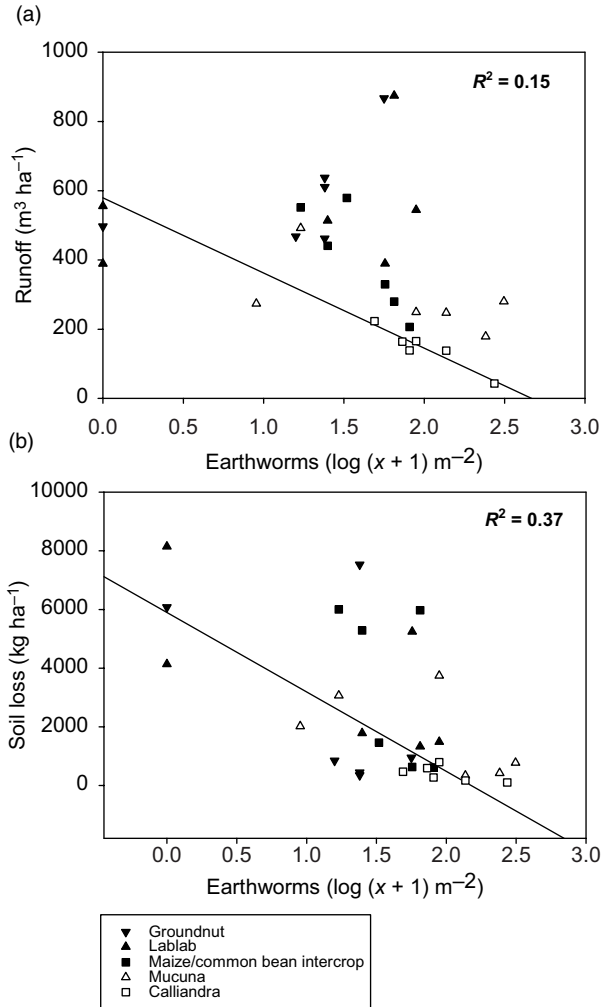 (a)
1000
800
600
400
200
0
Runoff (m³ ha⁻¹)
R² = 0.15
0.0 0.5 1.0 1.5 2.0 2.5 3.0
Earthworms (log (x + 1) m⁻²)
(b)
10000
8000
6000
4000
2000
0
Soil loss (kg ha⁻¹)
R² = 0.37
0.0 0.5 1.0 1.5 2.0 2.5 3.0
Earthworms (log (x + 1) m⁻²)
Groundnut
Lablab
Maize/common bean intercrop
Mucuna
Calliandra